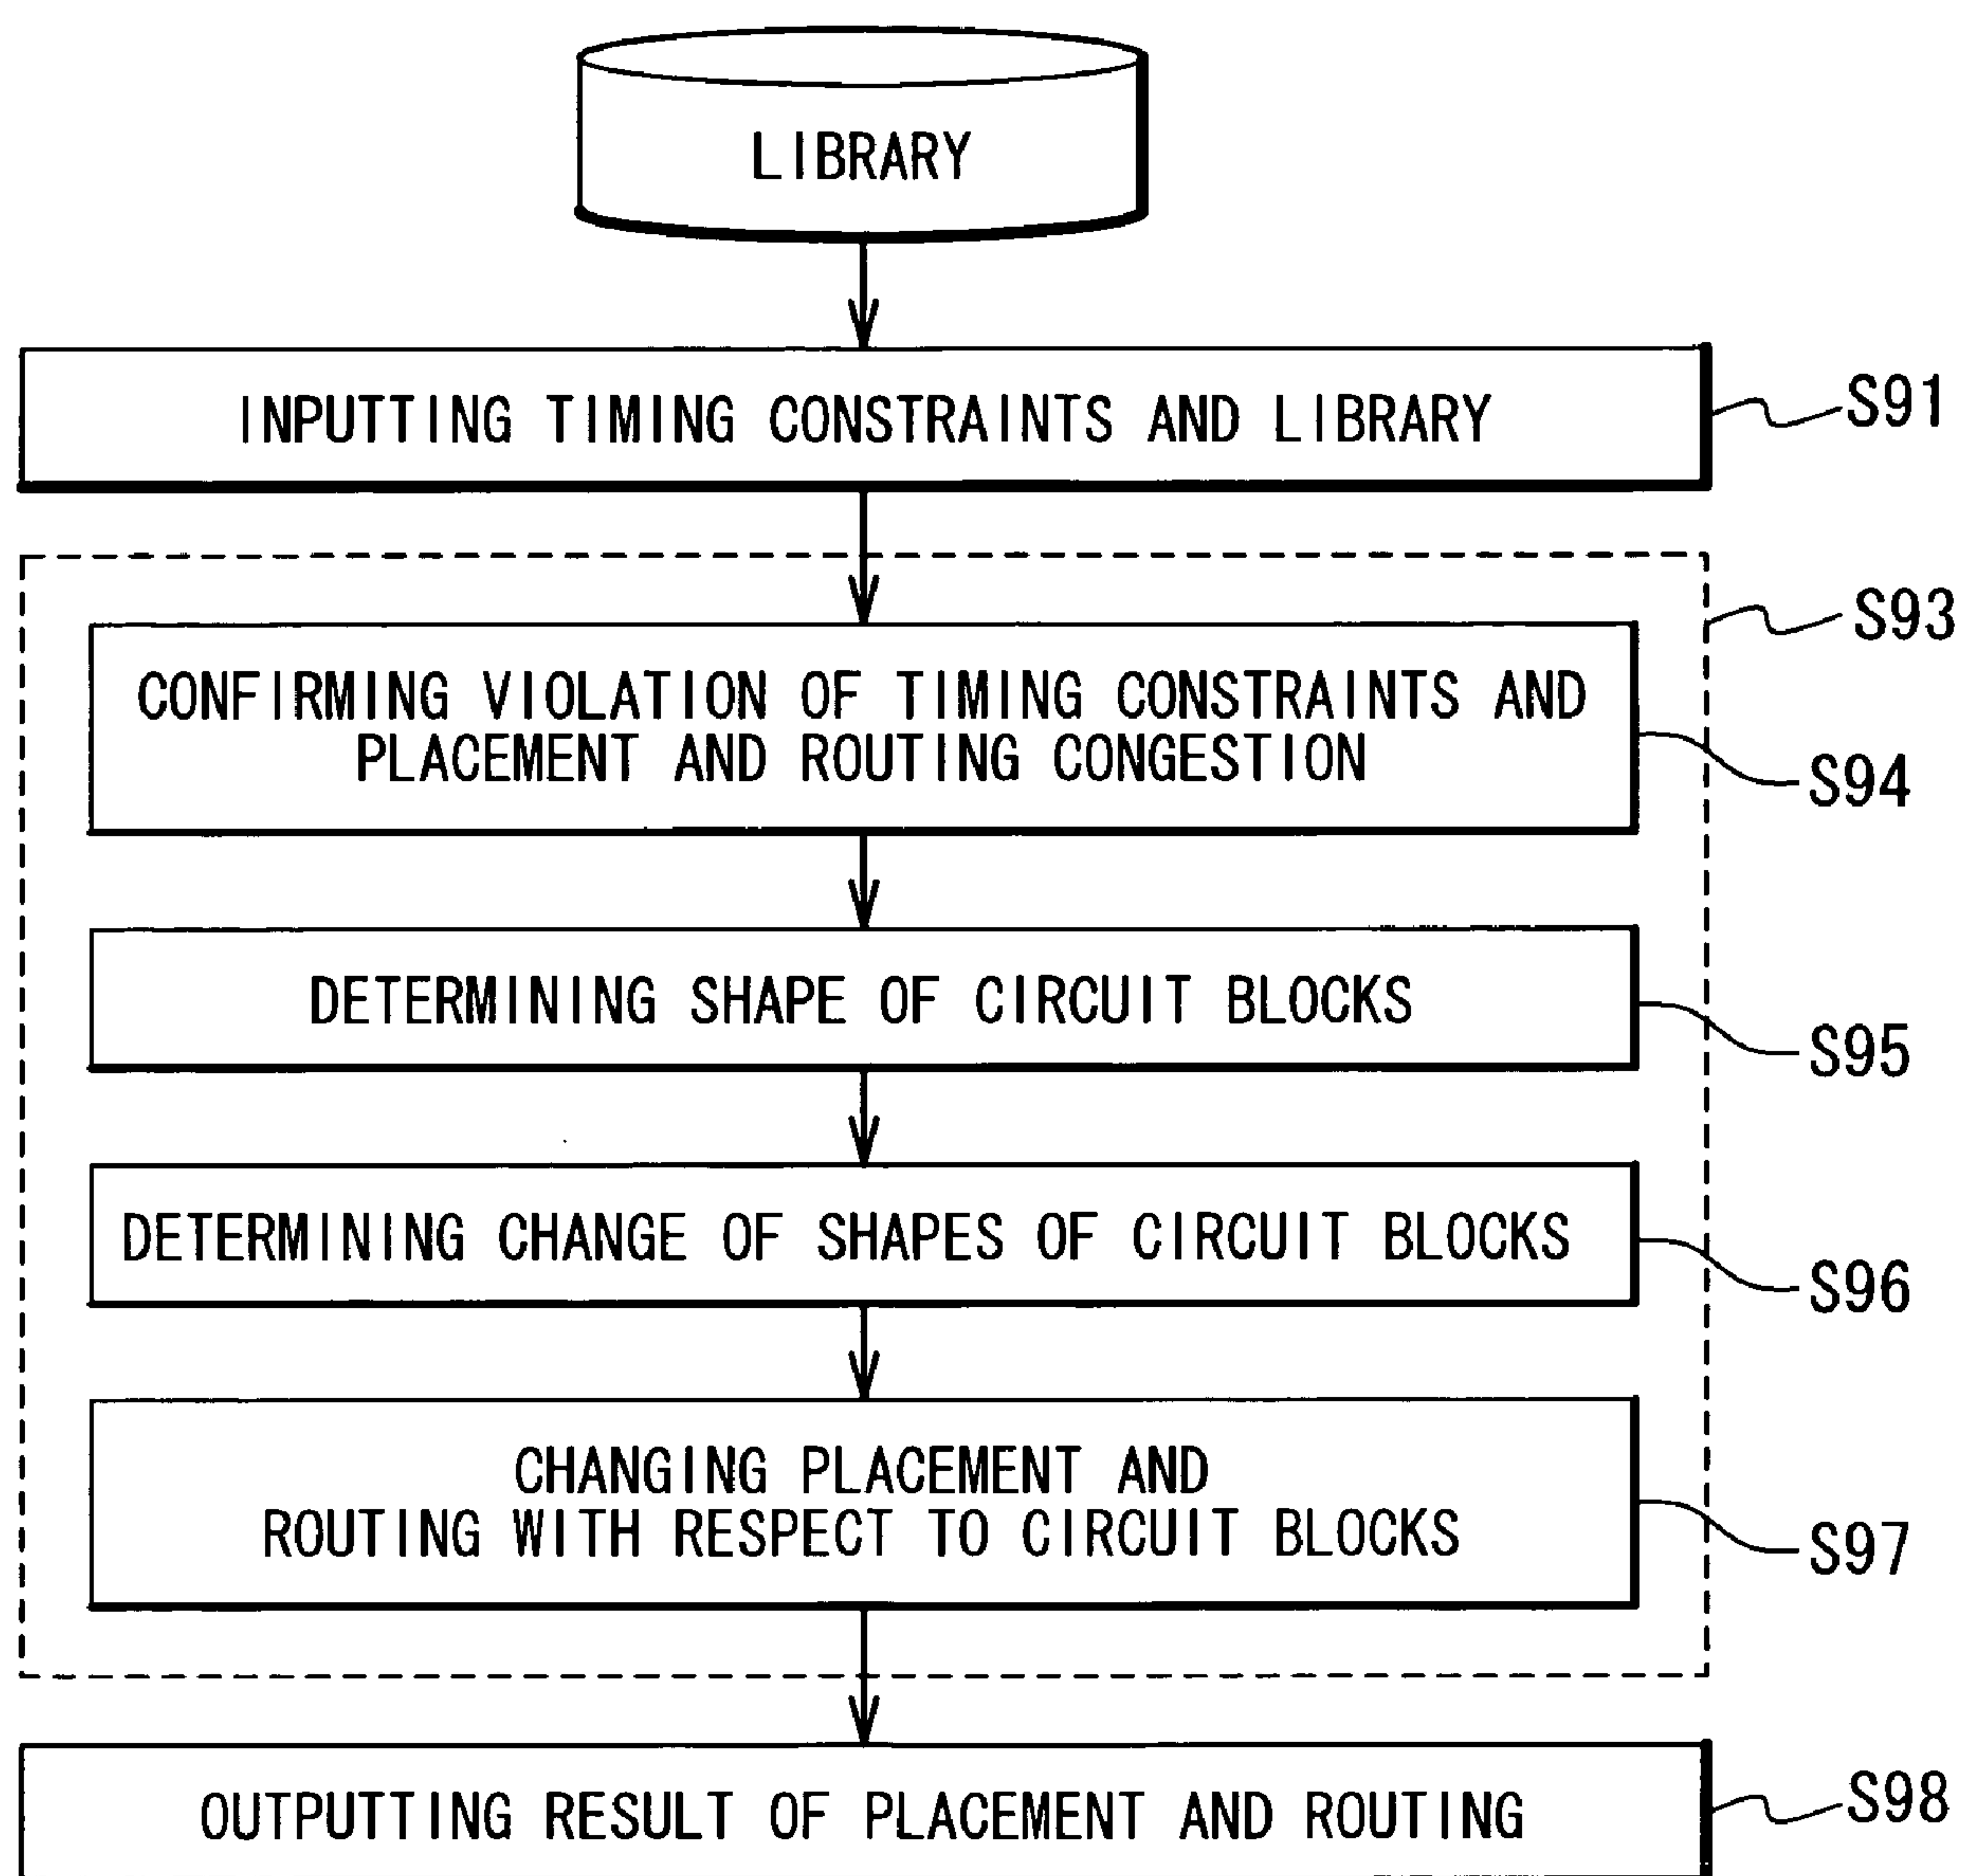 LIBRARY
INPUTTING TIMING CONSTRAINTS AND LIBRARY
S91
S93
CONFIRMING VIOLATION OF TIMING CONSTRAINTS AND
PLACEMENT AND ROUTING CONGESTION
S94
DETERMINING SHAPE OF CIRCUIT BLOCKS
S95
DETERMINING CHANGE OF SHAPES OF CIRCUIT BLOCKS
S96
CHANGING PLACEMENT AND
ROUTING WITH RESPECT TO CIRCUIT BLOCKS
S97
OUTPUTTING RESULT OF PLACEMENT AND ROUTING
S98